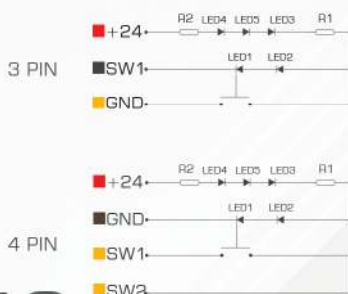 R2 LED4 LED5 LED3 R1
+24
LED1 LED2
3 PIN
SW1
GND
R2 LED4 LED5 LED3 R1
+24
LED1 LED2
GND
4 PIN
SW1
SW2